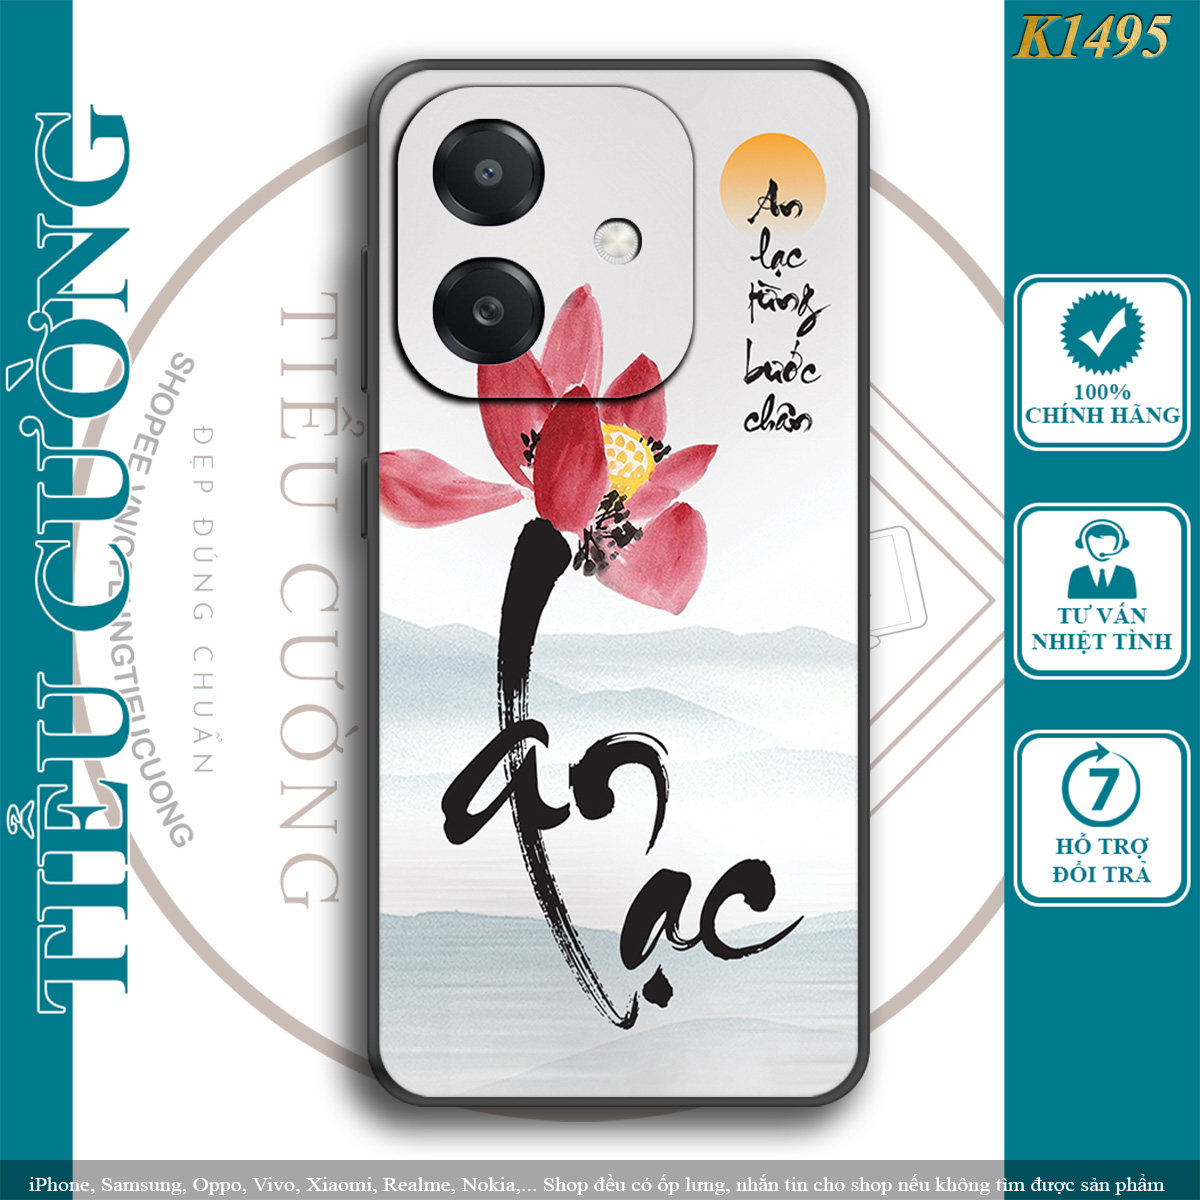 K1495
TIỂU CƯỜNG
TIỂU CƯỜNG
ĐẸP ĐÚNG CHUẨN
An
lạc
từng
bước
chân
an
lạc
100%
CHÍNH HÃNG
TƯ VẤN
NHIỆT TÌNH
7
HỖ TRỢ
ĐỔI TRẢ
iPhone, Samsung, Oppo, Vivo, Xiaomi, Realme, Nokia,... Shop đều có ốp lưng, nhắn tin cho shop nếu không tìm được sản phẩm